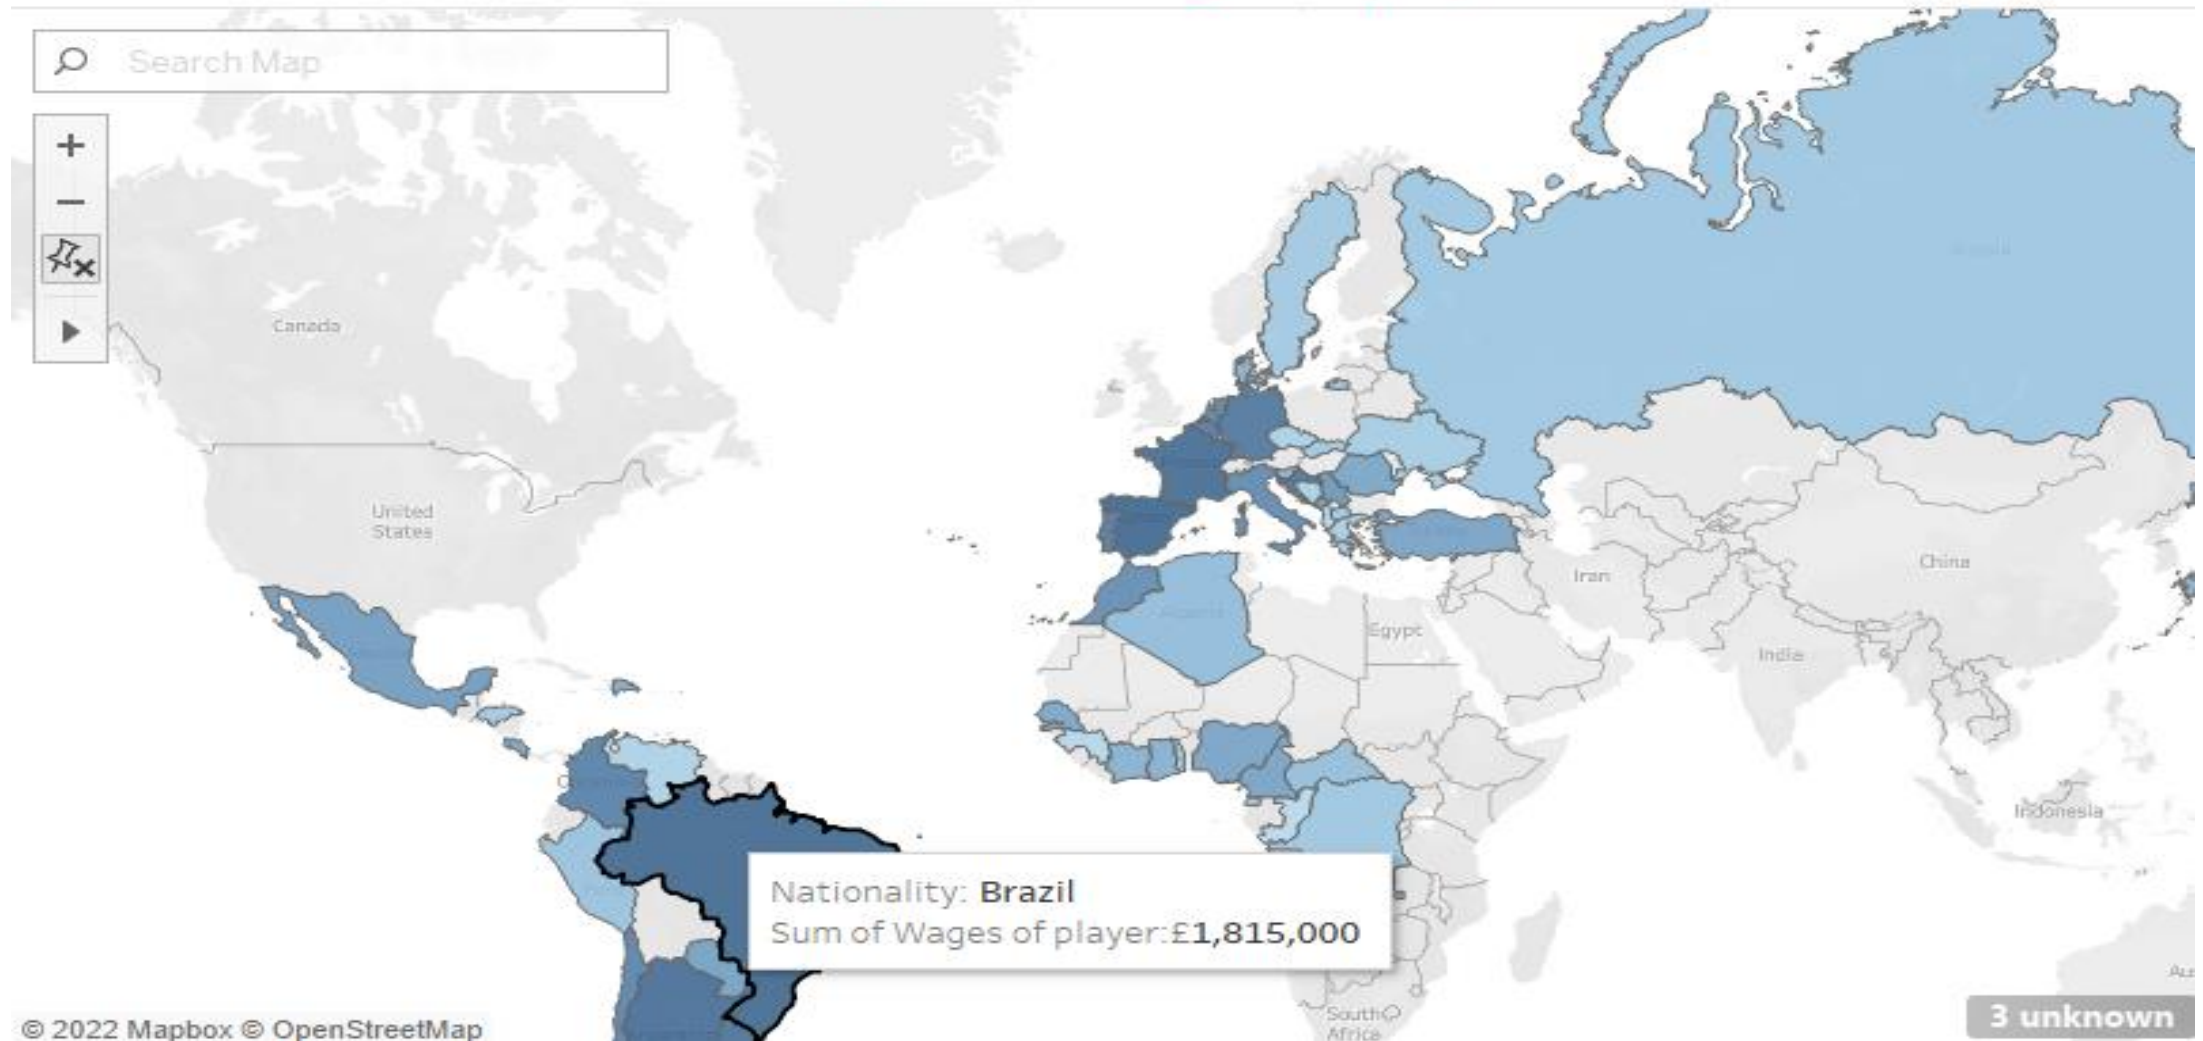 Search Map
Canada
United
States
Iran
China
Egypt
India
Indonesia
Nationality: Brazil
Sum of Wages of player:£1,815,000
South
Africa
© 2022 Mapbox © OpenStreetMap
3 unknown